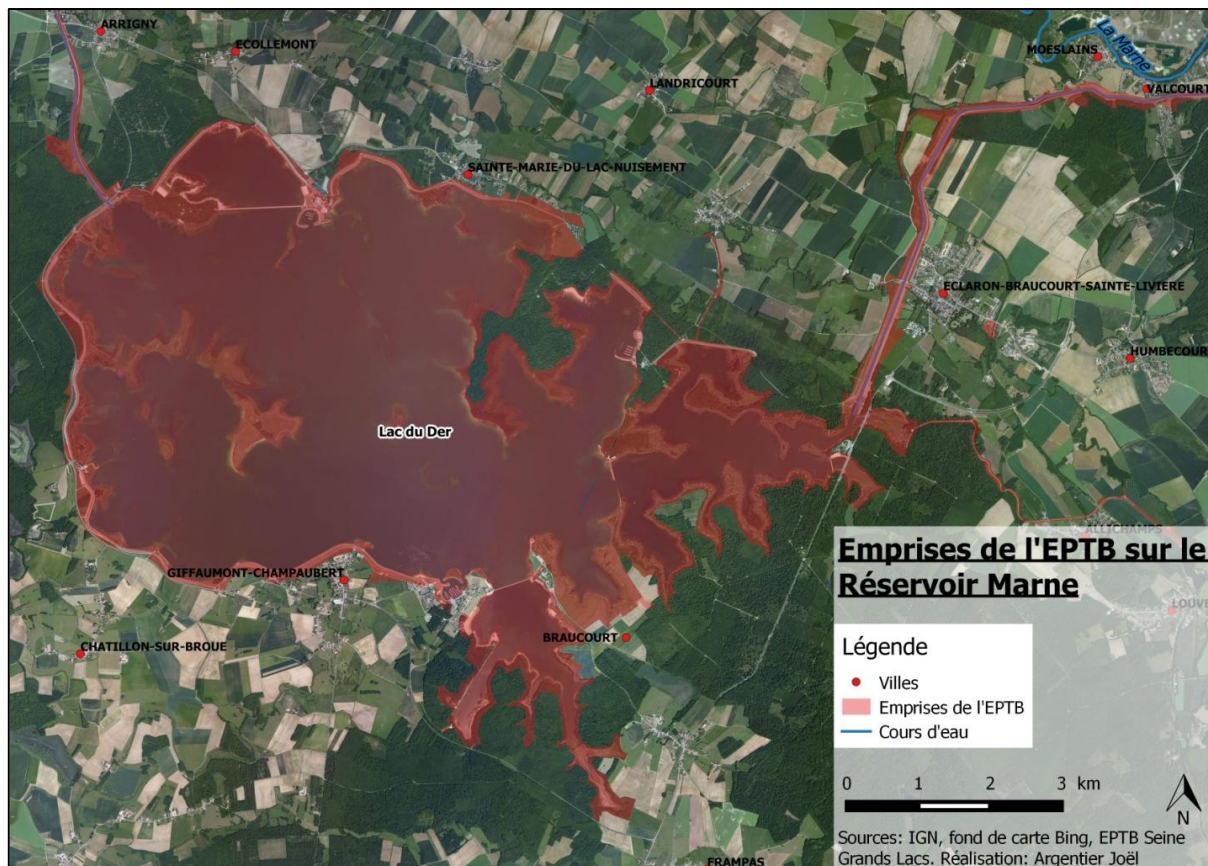 ARRIGNY
ECOLLEMONT
LANDRICOURT
La Marne
MOESLAINS
VALCOURT
SAINTE-MARIE-DU-LAC-NUISEMENT
ECLARON-BRAUCOURT-SAINTE-LIVIERE
HUMBECOUR
Lac du Der
ALLICHAMPS
GIFFAUMONT-CHAMPAUBERT
LOUVE
BRAUCOURT
CHATILLON-SUR-BROUE
FRAMPAS
Emprises de l'EPTB sur le
Réservoir Marne
Légende
Villes
Emprises de l'EPTB
Cours d'eau
0 1 2 3 km
N
Sources: IGN, fond de carte Bing, EPTB Seine
Grands Lacs. Réalisation: Argentier Joël